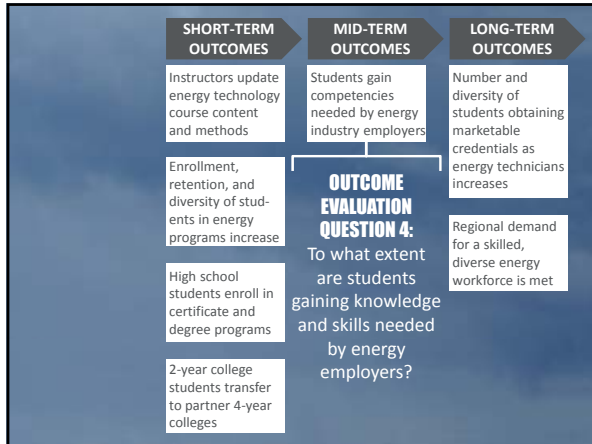 SHORT-TERM
OUTCOMES
Instructors update
energy technology
course content
and methods
Enrollment,
retention, and
diversity of stud-
ents in energy
programs increase
High school
students enroll in
certificate and
degree programs
2-year college
students transfer
to partner 4-year
colleges
MID-TERM
OUTCOMES
Students gain
competencies
needed by energy
industry employers
OUTCOME
EVALUATION
QUESTION 4:
To what extent
are students
gaining knowledge
and skills needed
by energy
employers?
LONG-TERM
OUTCOMES
Number and
diversity of
students obtaining
marketable
credentials as
energy technicians
increases
Regional demand
for a skilled,
diverse energy
workforce is met